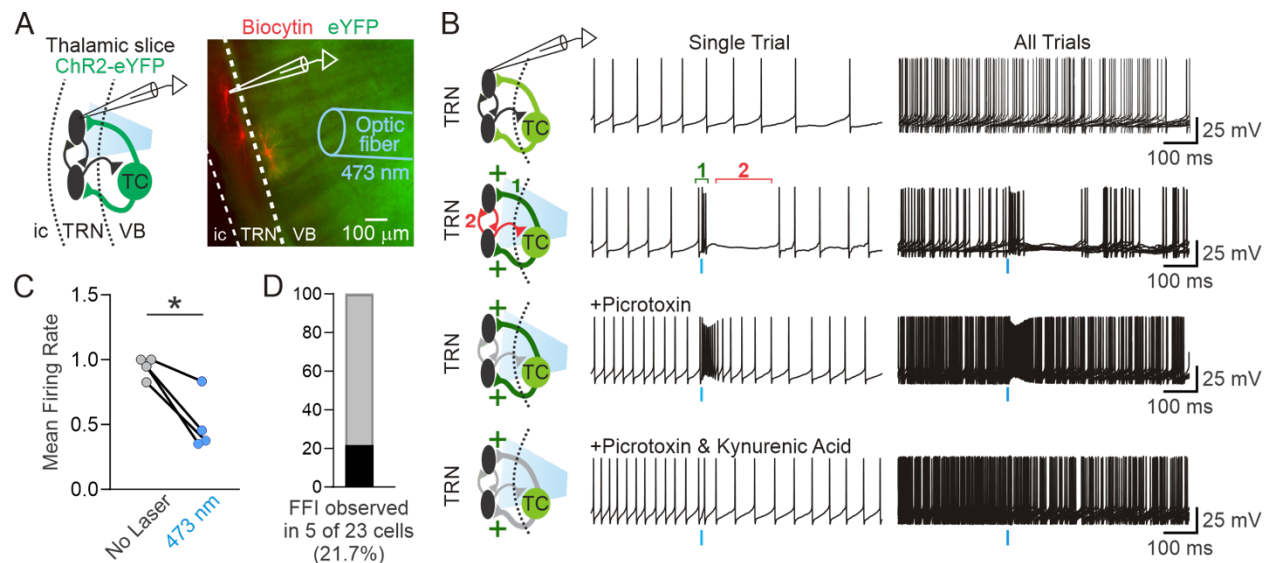 A
Thalamic slice
ChR2-eYFP
TC
ic TRN VB
Biocytin eYFP
Optic
fiber
473 nm
ic TRN VB
100 μm
B
Single Trial
All Trials
TRN
TC
25 mV
100 ms
TRN
+
1
2
TC
+
1
2
25 mV
100 ms
+Picrotoxin
TRN
+
TC
+
25 mV
100 ms
+Picrotoxin & Kynurenic Acid
TRN
+
TC
+
25 mV
100 ms
C
Mean Firing Rate
1.5
1.0
0.5
0.0
*
No Laser
473 nm
D
100
80
60
40
20
0
FFI observed
in 5 of 23 cells
(21.7%)